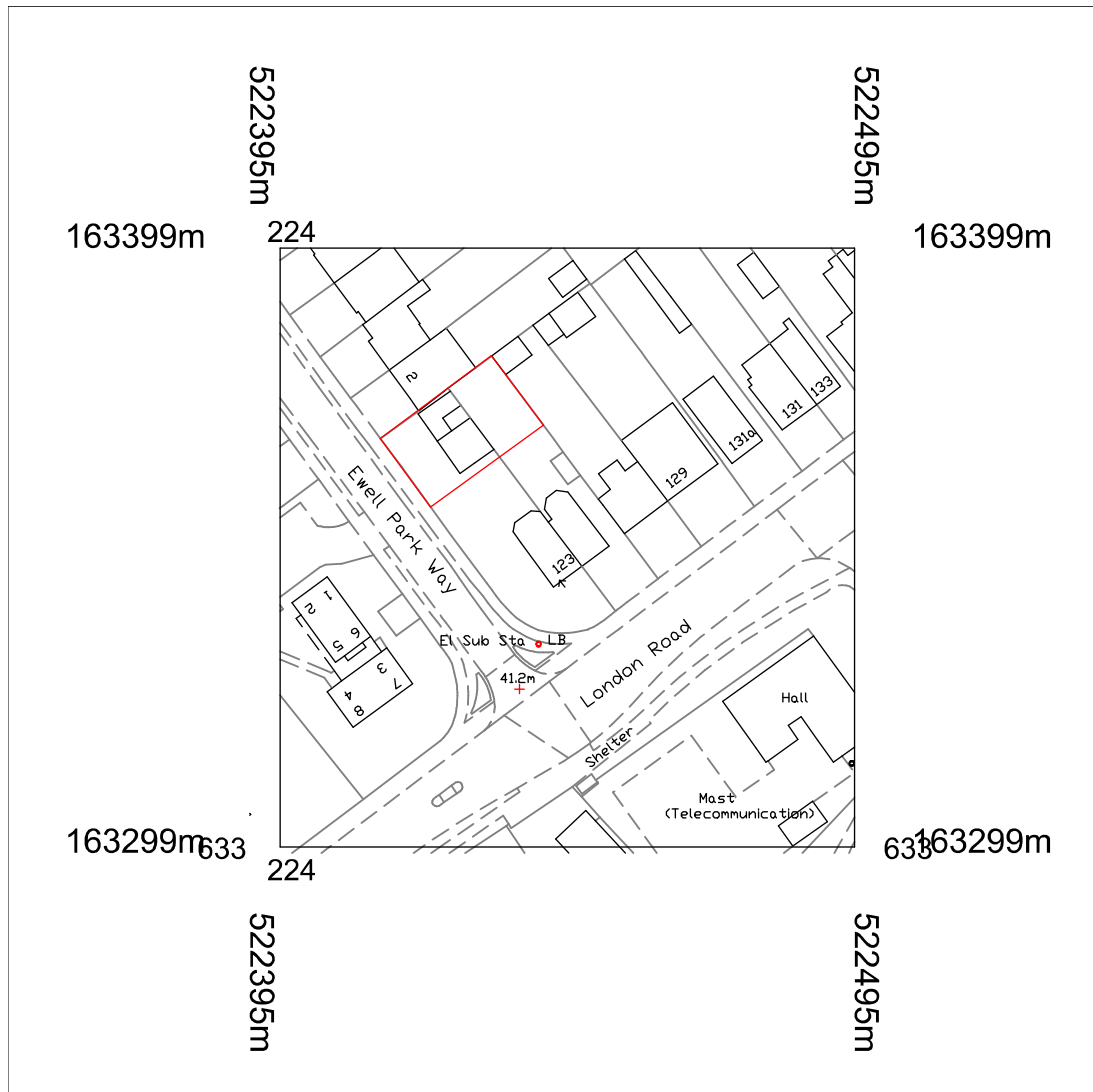 522395m
522495m
163399m
224
163399m
2
133
131
131a
129
Ewell Park Way
123
1
2
6
5
3
7
4
8
El Sub Sta
LB
London Road
41.2m
Hall
Shelter
Mast
(Telecommunication)
163299m
633
633
163299m
224
522395m
522495m